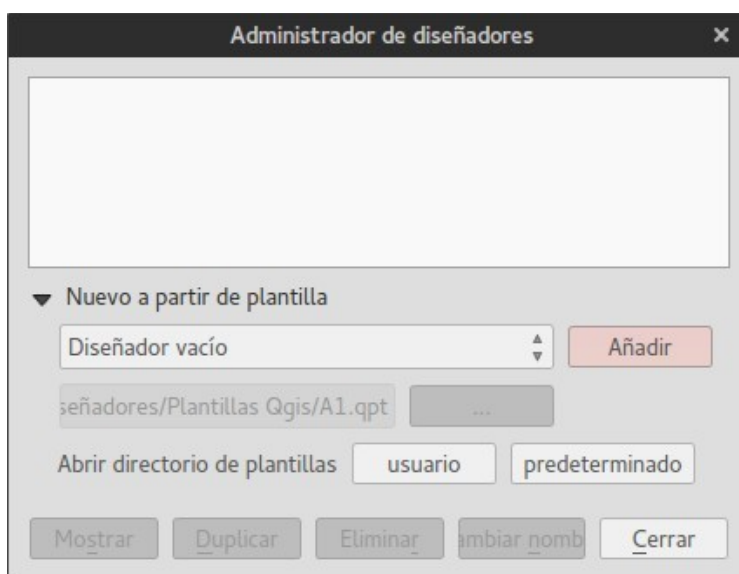 Administrador de diseñadores ×
Nuevo a partir de plantilla
Diseñador vacío Añadir
señadores/Plantillas Qgis/A1.qpt ...
Abrir directorio de plantillas usuario predeterminado
Mostrar Duplicar Eliminar ambiar nomb Cerrar